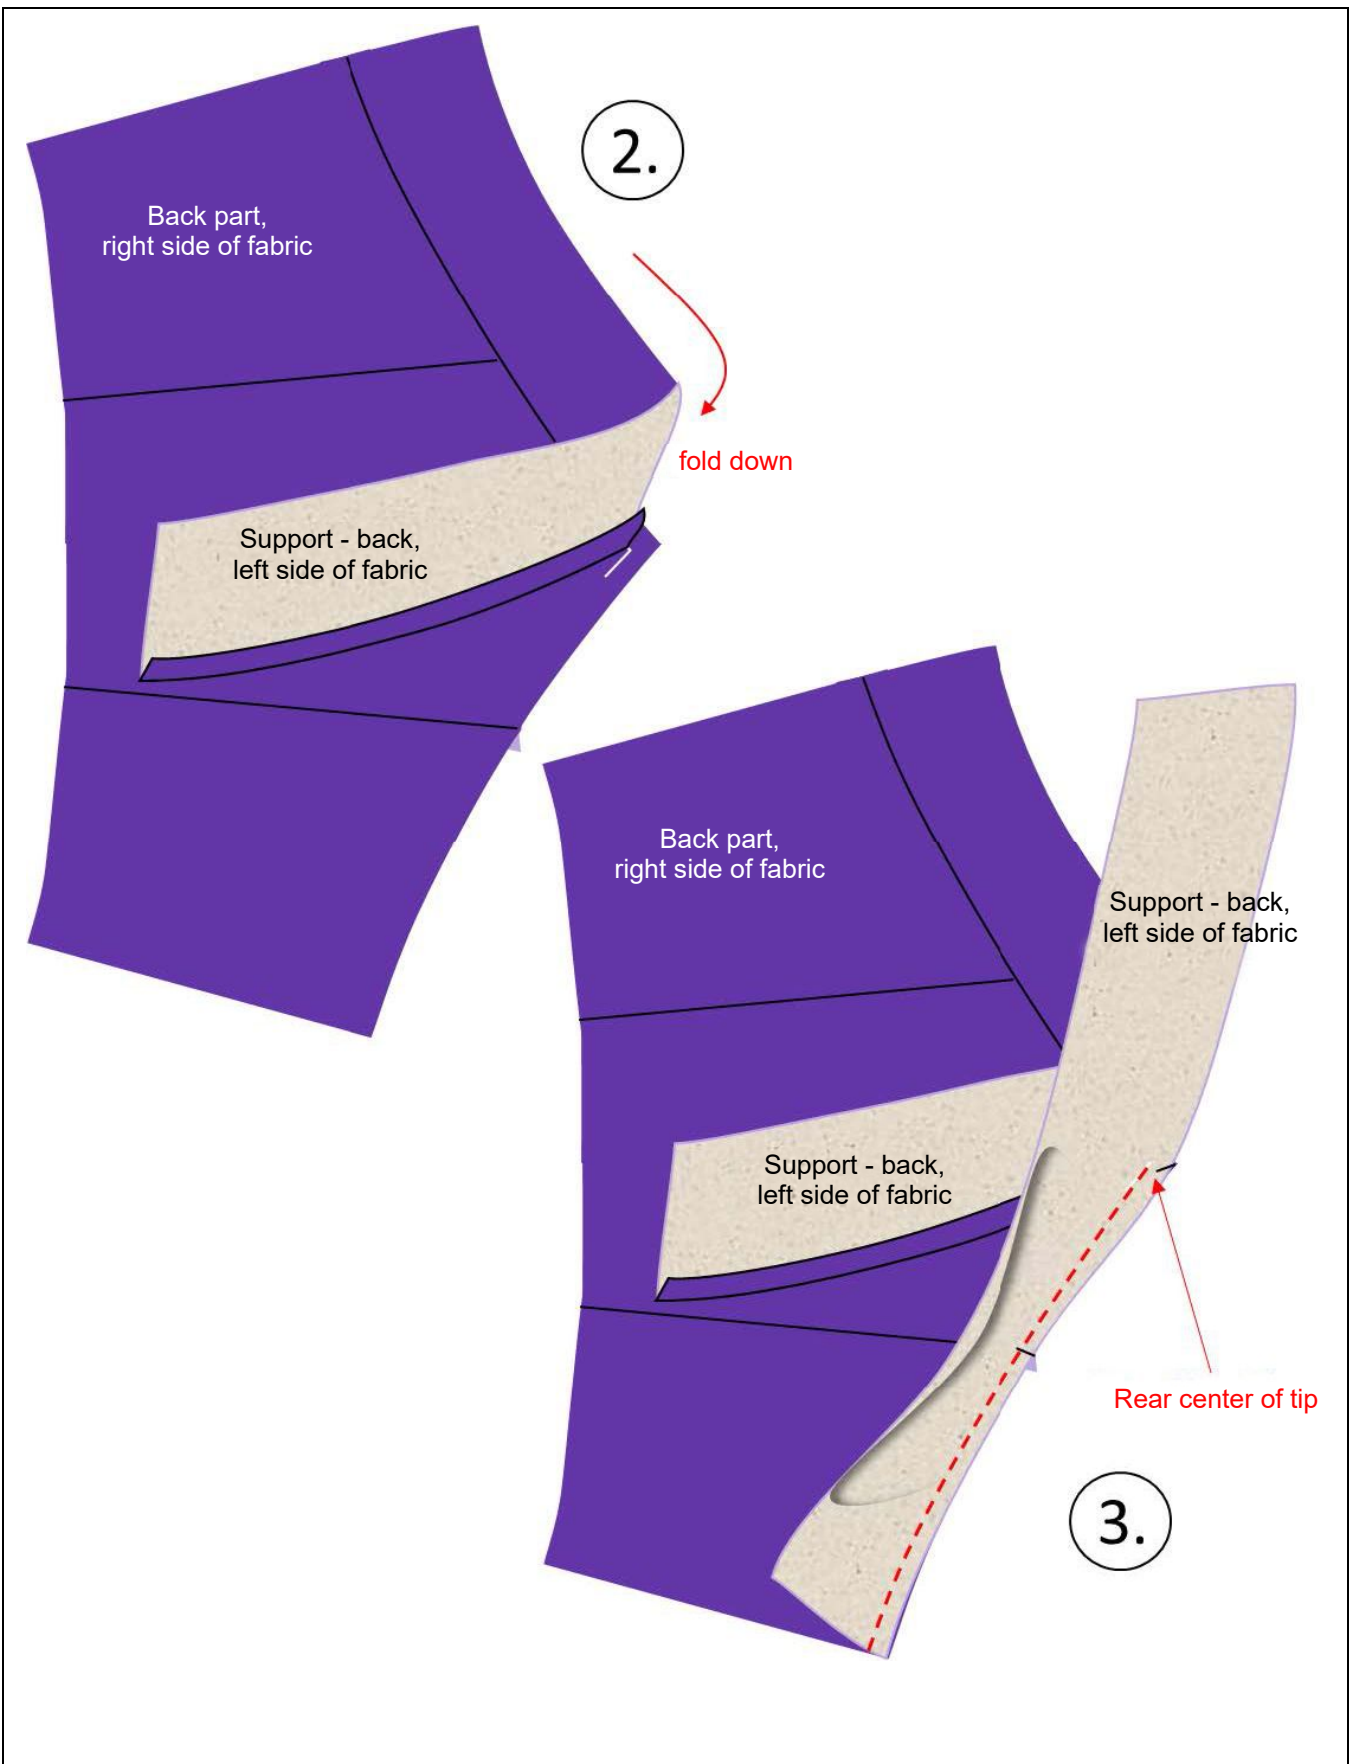 2.
Back part,
right side of fabric
fold down
Support - back,
left side of fabric
Back part,
right side of fabric
Support - back,
left side of fabric
Support - back,
left side of fabric
Rear center of tip
3.